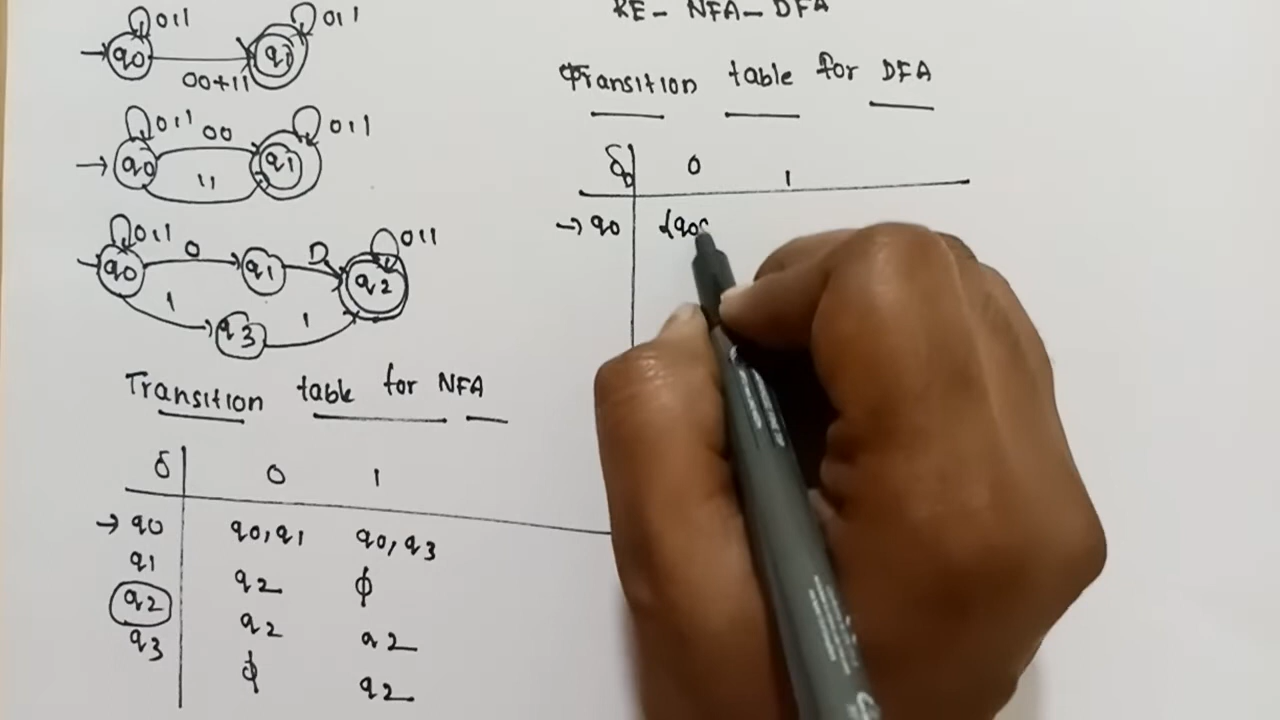 0,1 0,1
→ q0 00+11 q1
0,1 00 0,1
→ q0 11 q1
0,1 0 0 0,1
q0 q1 q2
1 q3 1
Transition table for NFA
δ 0 1
→ q0 q0,q1 q0,q3
q1 q2 ϕ
q2 q2 q2
q3 ϕ q2
RE - NFA - DFA
Transition table for DFA
δD 0 1
→ q0 {q0